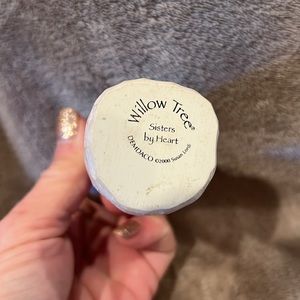 Willow Tree®
Sisters
by Heart
DEMDACO ©2000 Susan Lordi